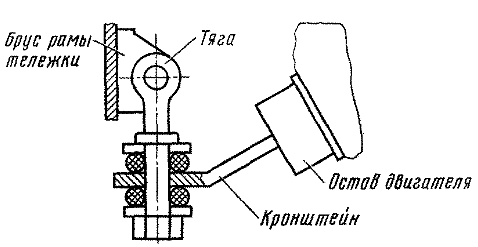 Брус рамы
тележки
Тяга
Остов двигателя
Кронштейн